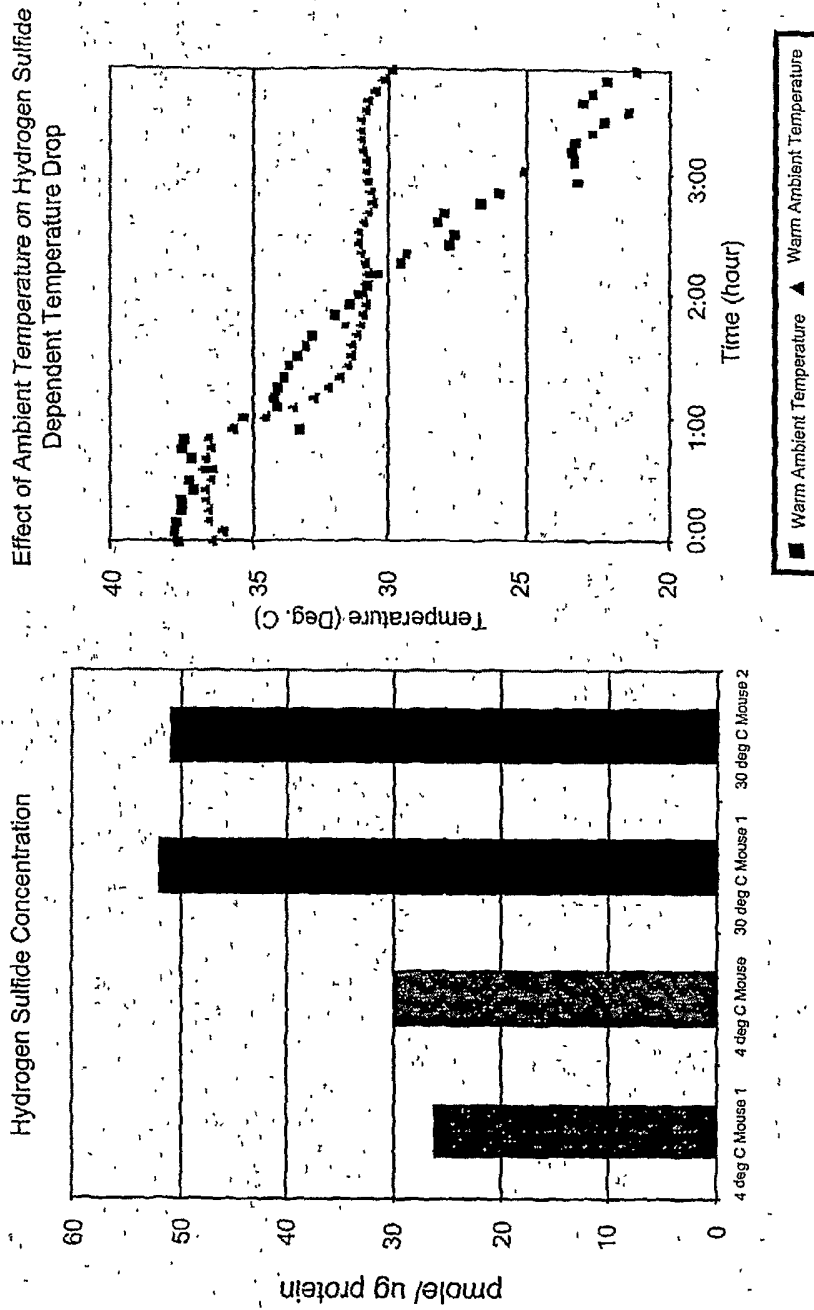 Hydrogen Sulfide Concentration
pmole/ ug protein
60
50
40
30
20
10
0
4 deg C Mouse 1
4 deg C Mouse
30 deg C Mouse 1
30 deg C Mouse 2
Effect of Ambient Temperature on Hydrogen Sulfide
Dependent Temperature Drop
Temperature (Deg. C)
40
35
30
25
20
0:00
1:00
2:00
3:00
Time (hour)
■ Warm Ambient Temperature ▲ Warm Ambient Temperature